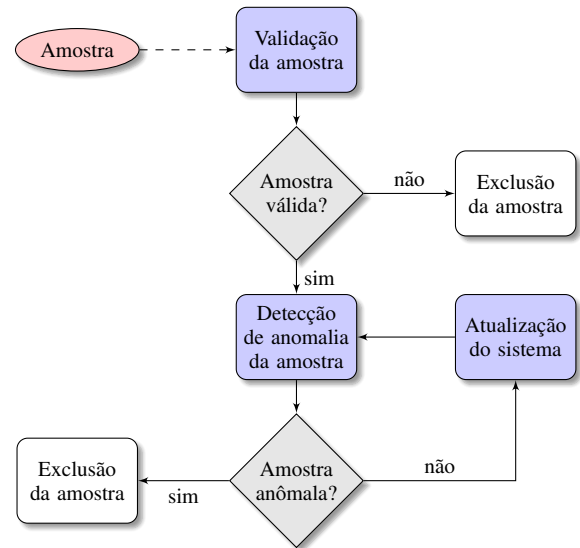 Amostra
Validação
da amostra
Amostra
válida?
não
Exclusão
da amostra
sim
Detecção
de anomalia
da amostra
Atualização
do sistema
Exclusão
da amostra
sim
Amostra
anômala?
não